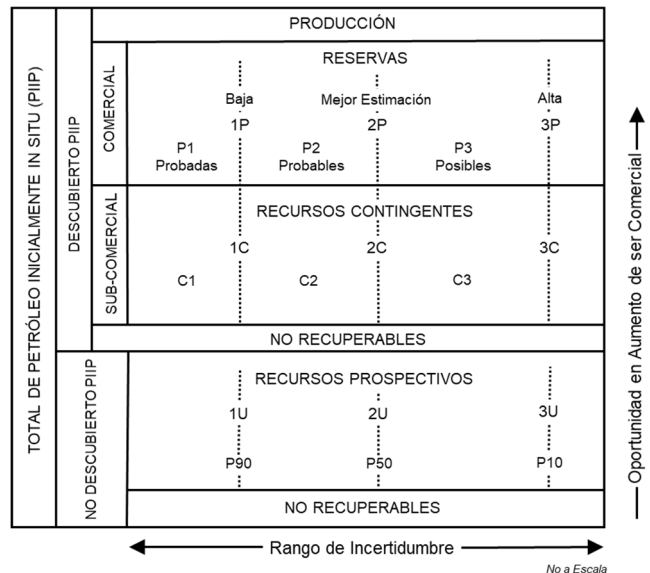 TOTAL DE PETRÓLEO INICIALMENTE IN SITU (PIIP)
DESCUBIERTO PIIP
PRODUCCIÓN
COMERCIAL
RESERVAS
Baja Mejor Estimación Alta
1P 2P 3P
P1 P2 P3
Probadas Probables Posibles
SUB-COMERCIAL
RECURSOS CONTINGENTES
1C 2C 3C
C1 C2 C3
NO RECUPERABLES
NO DESCUBIERTO PIIP
RECURSOS PROSPECTIVOS
1U 2U 3U
P90 P50 P10
NO RECUPERABLES
Oportunidad en Aumento de ser Comercial
Rango de Incertidumbre
No a Escala